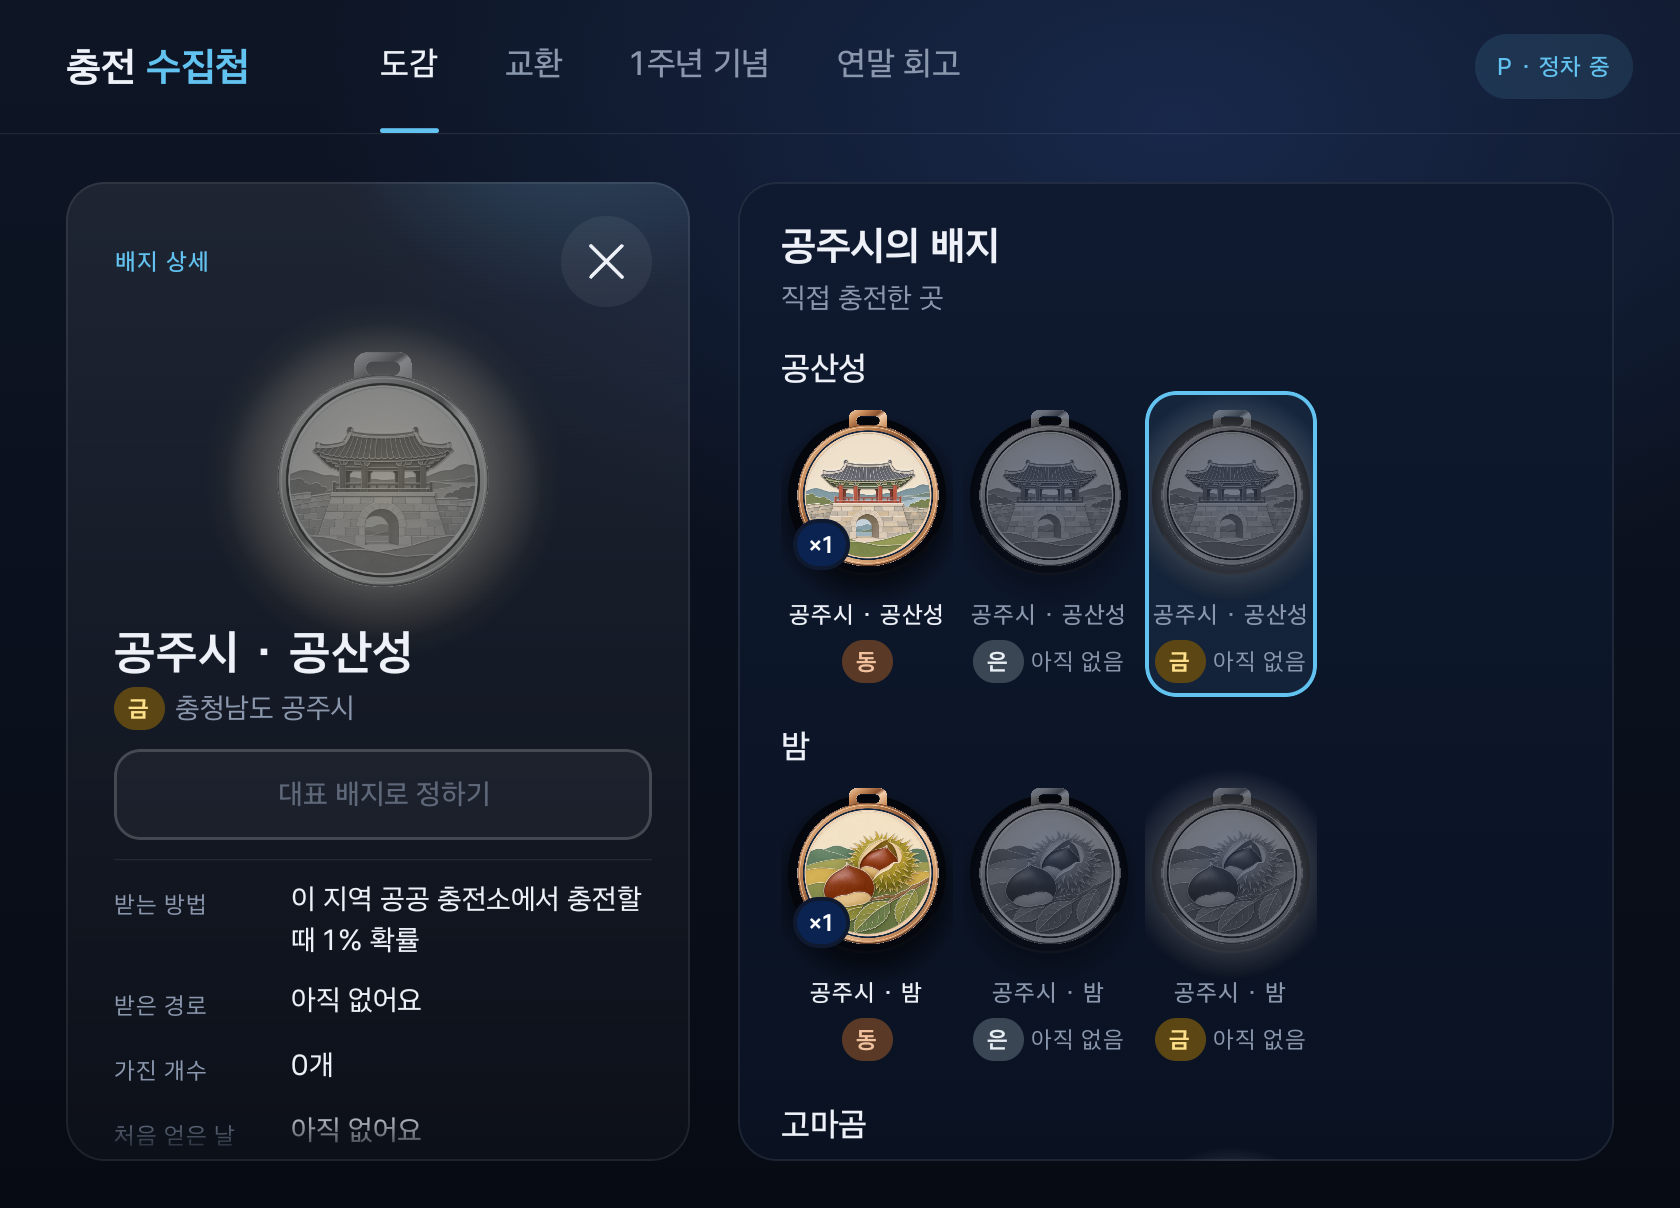 충전 수집첩
도감
교환
1주년 기념
연말 회고
P · 정차 중
배지 상세
공주시 · 공산성
금 충청남도 공주시
대표 배지로 정하기
받는 방법
이 지역 공공 충전소에서 충전할
때 1% 확률
받은 경로
아직 없어요
가진 개수
0개
처음 얻은 날
아직 없어요
공주시의 배지
직접 충전한 곳
공산성
×1
공주시 · 공산성
동
공주시 · 공산성
은 아직 없음
공주시 · 공산성
금 아직 없음
밤
×1
공주시 · 밤
동
공주시 · 밤
은 아직 없음
공주시 · 밤
금 아직 없음
고마곰